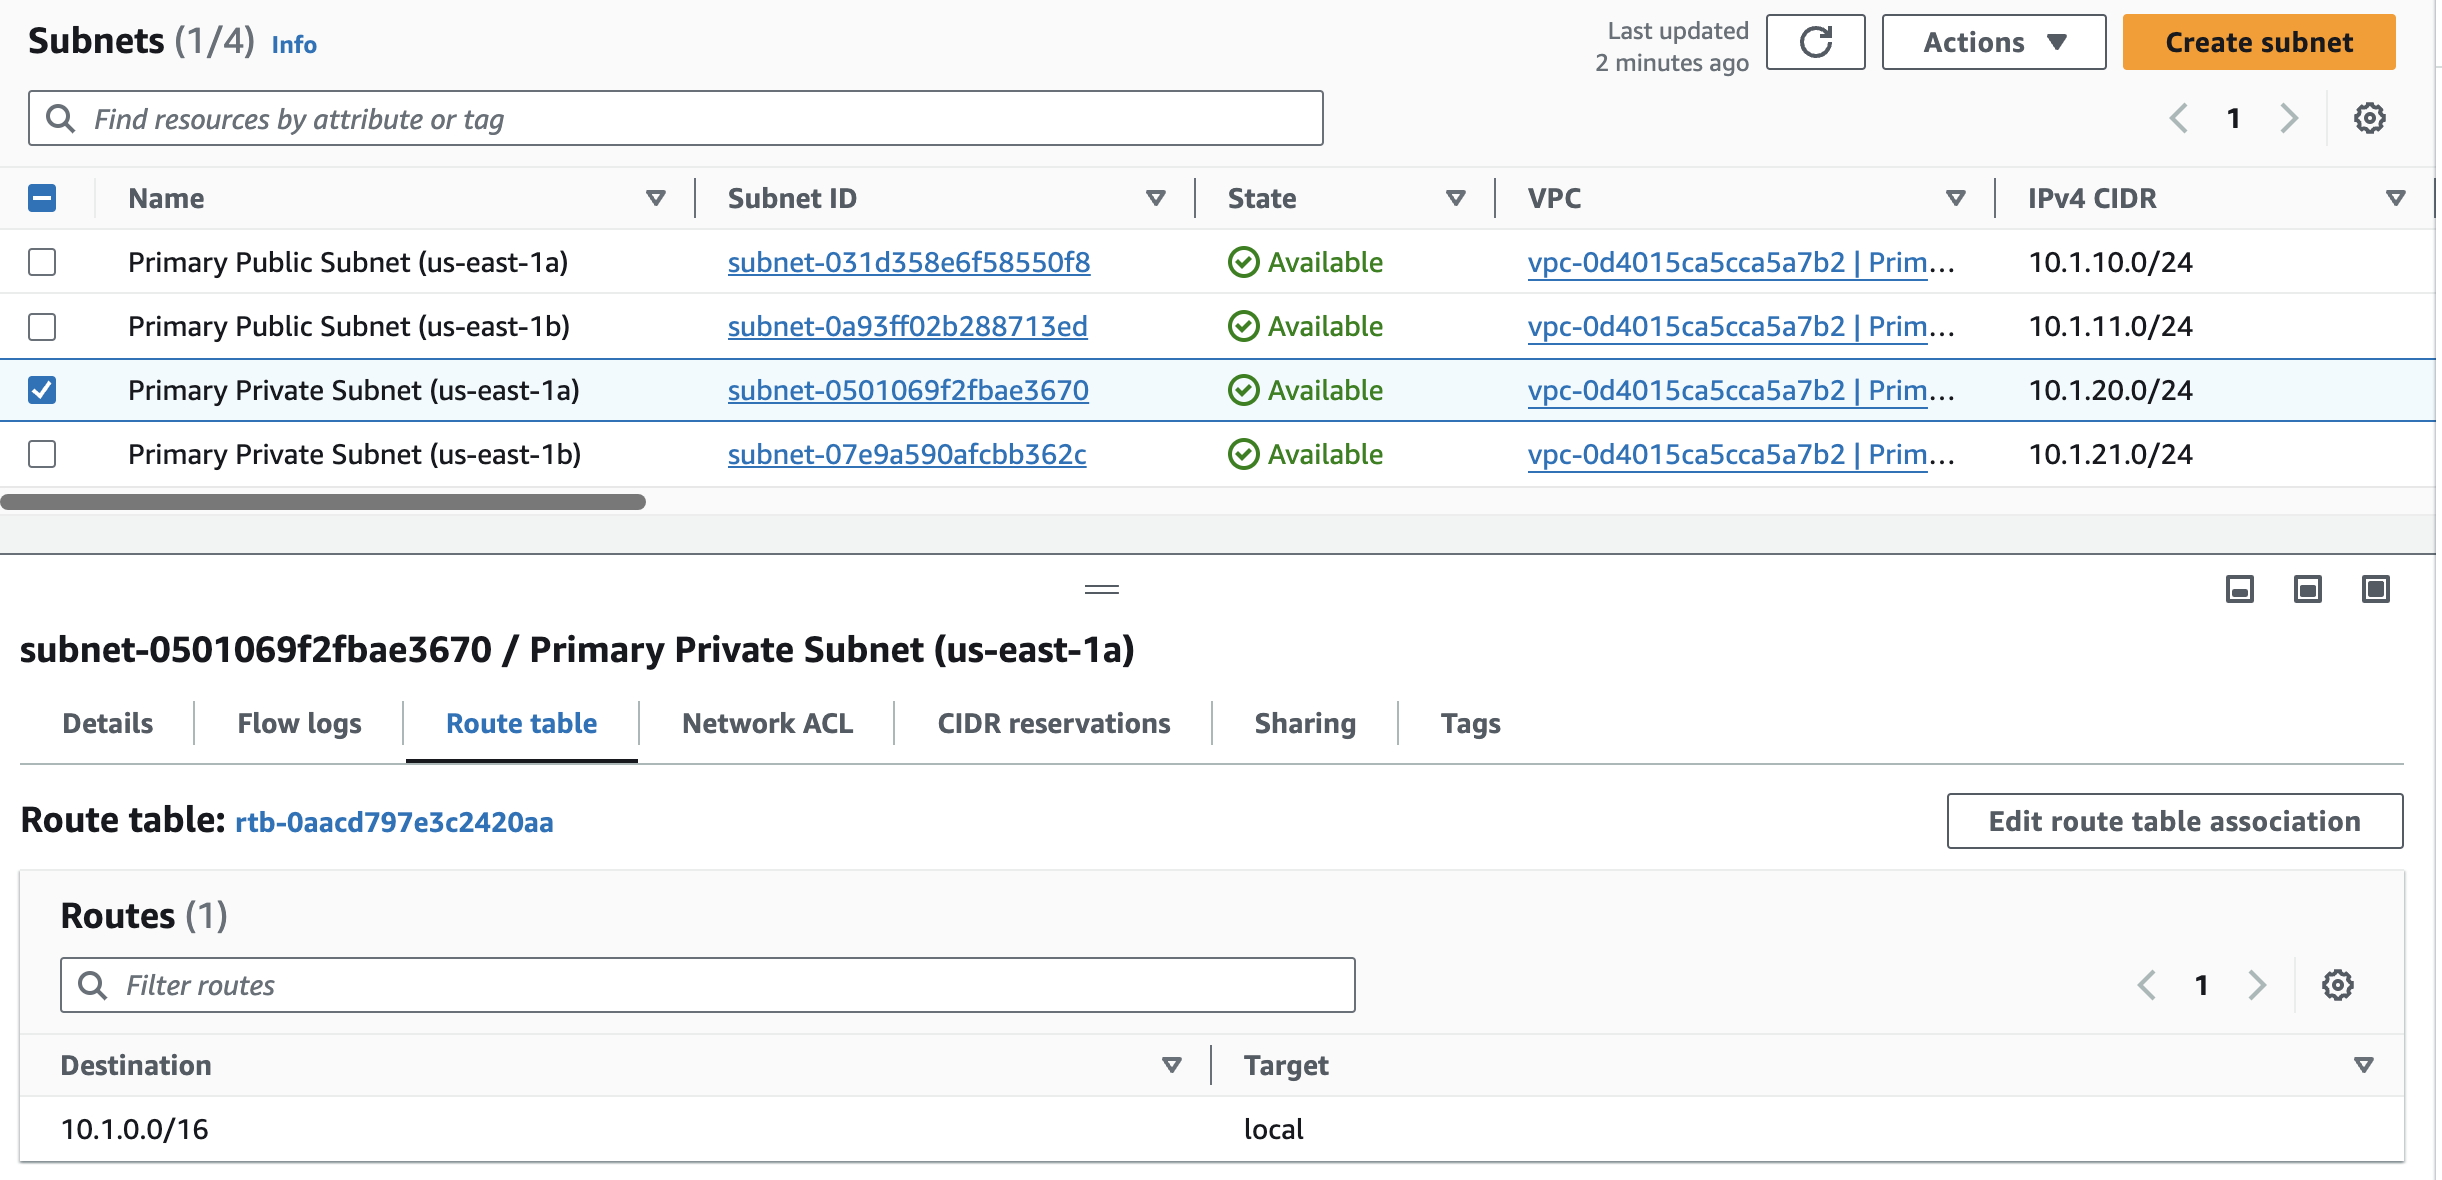 Subnets (1/4) Info
Last updated
2 minutes ago
Actions
Create subnet
Find resources by attribute or tag
1
Name Subnet ID State VPC IPv4 CIDR
Primary Public Subnet (us-east-1a) subnet-031d358e6f58550f8 Available vpc-0d4015ca5cca5a7b2 | Prim... 10.1.10.0/24
Primary Public Subnet (us-east-1b) subnet-0a93ff02b288713ed Available vpc-0d4015ca5cca5a7b2 | Prim... 10.1.11.0/24
Primary Private Subnet (us-east-1a) subnet-0501069f2fbae3670 Available vpc-0d4015ca5cca5a7b2 | Prim... 10.1.20.0/24
Primary Private Subnet (us-east-1b) subnet-07e9a590afcbb362c Available vpc-0d4015ca5cca5a7b2 | Prim... 10.1.21.0/24
subnet-0501069f2fbae3670 / Primary Private Subnet (us-east-1a)
Details Flow logs Route table Network ACL CIDR reservations Sharing Tags
Route table: rtb-0aacd797e3c2420aa
Edit route table association
Routes (1)
Filter routes
1
Destination Target
10.1.0.0/16 local